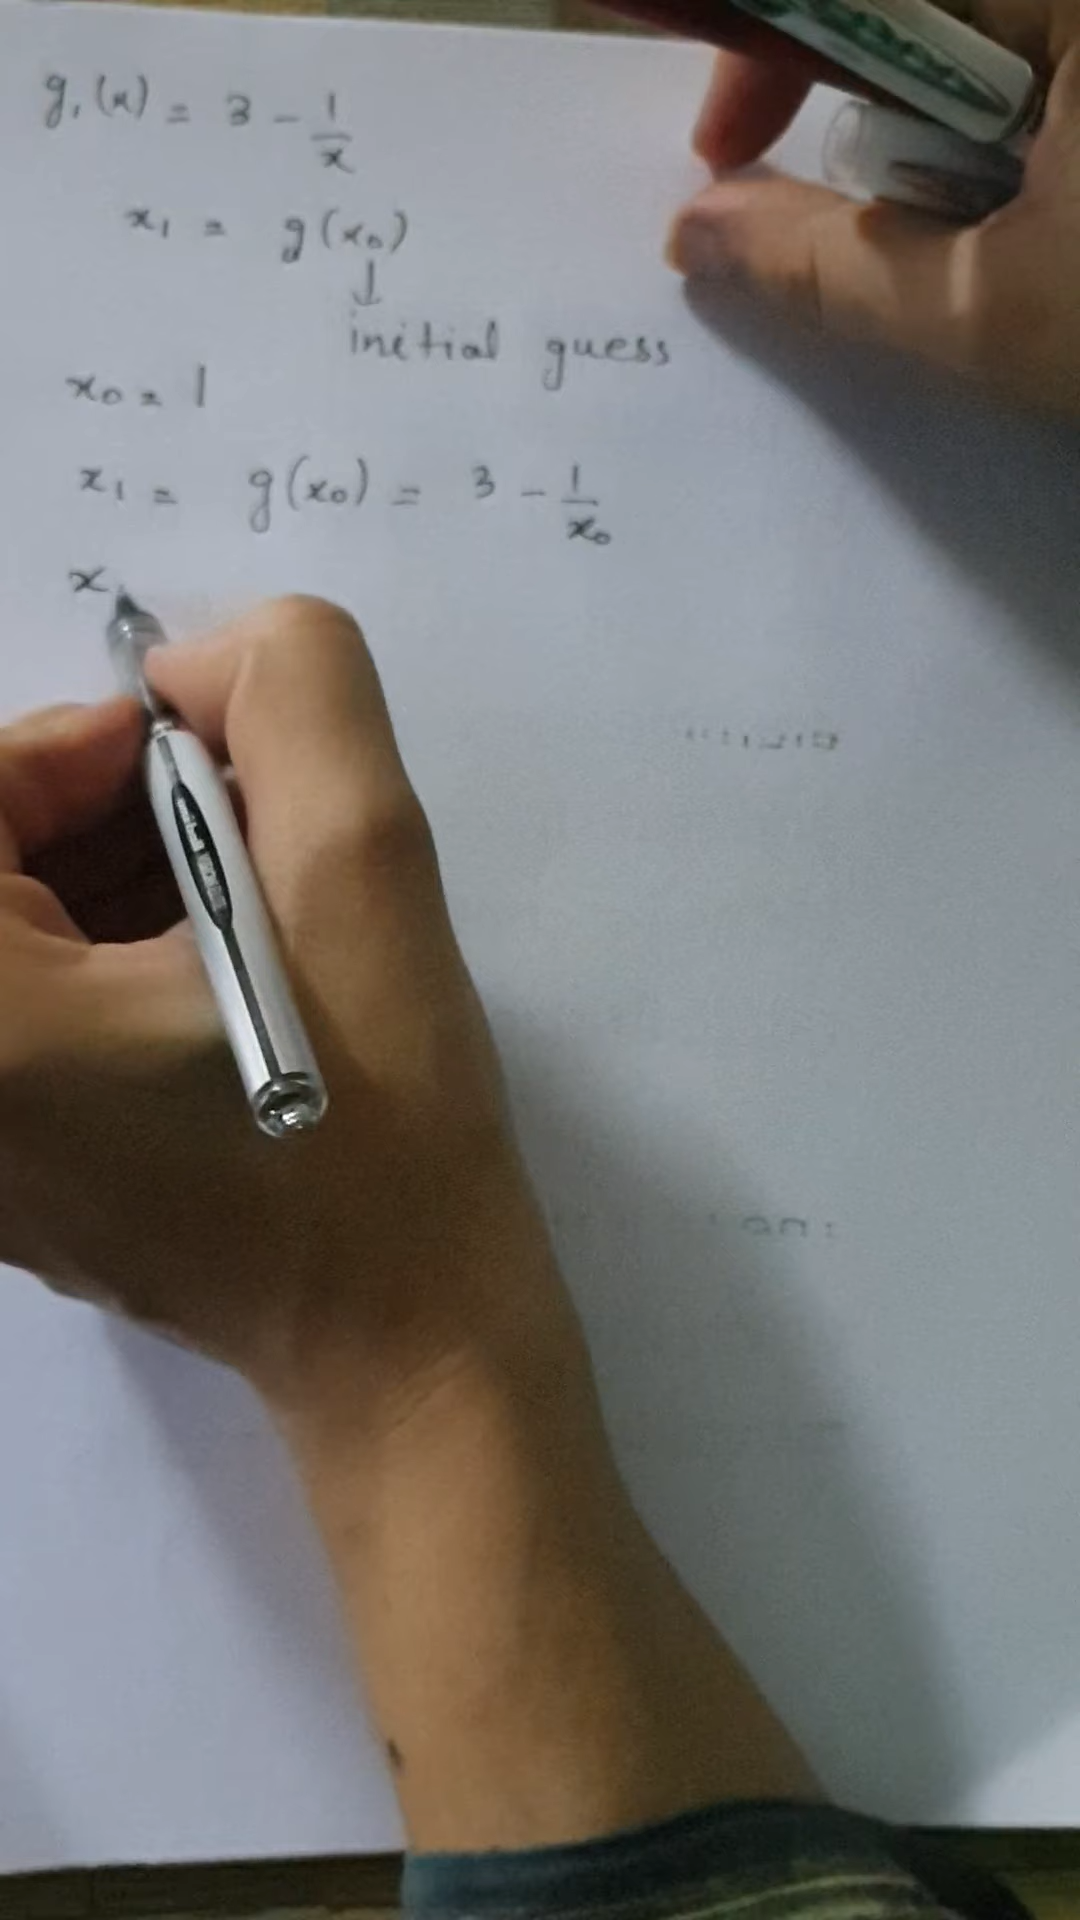 g₁(x) = 3 - 1/x
x₁ = g(x₀)
↓
initial guess
x₀ = 1
x₁ = g(x₀) = 3 - 1/x₀
x